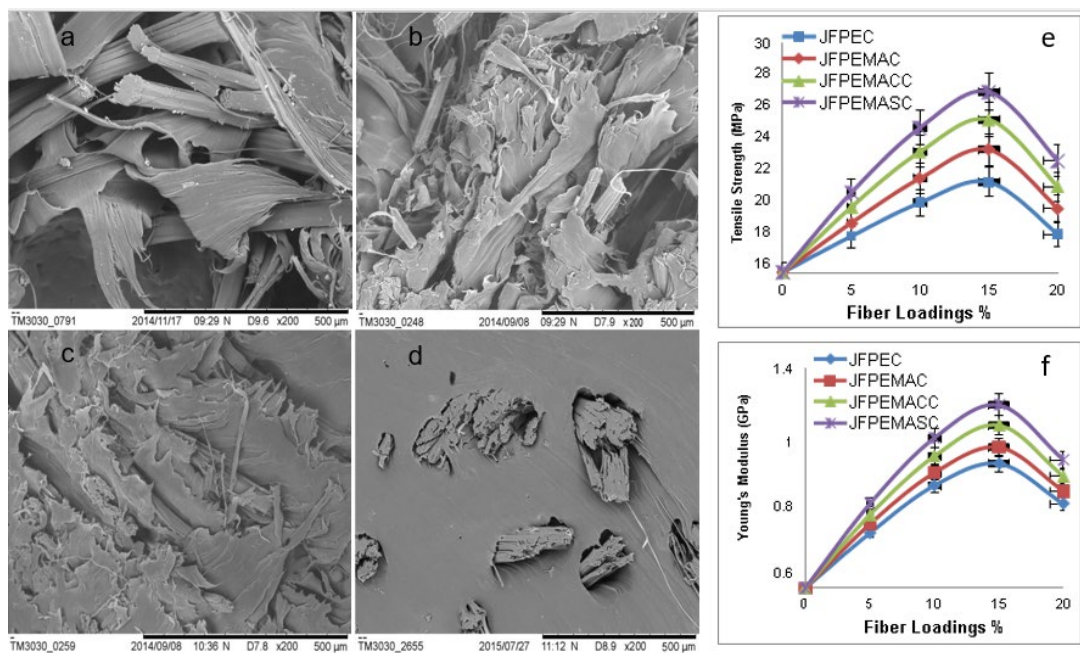 a
TM3030_0791 2014/11/17 09:29 N D9.6 x200 500 µm
b
TM3030_0248 2014/09/08 09:29 N D7.9 x200 500 µm
c
TM3030_0259 2014/09/08 10:36 N D7.8 x200 500 µm
d
TM3030_2655 2015/07/27 11:12 N D8.9 x200 500 µm
e
JFPEC
JFPEMAC
JFPEMACC
JFPEMASC
Tensile Strength (MPa)
30
28
26
24
22
20
18
16
0 5 10 15 20
Fiber Loadings %
f
JFPEC
JFPEMAC
JFPEMACC
JFPEMASC
Young's Modulus (GPa)
1.4
1
0.8
0.6
0 5 10 15 20
Fiber Loadings %